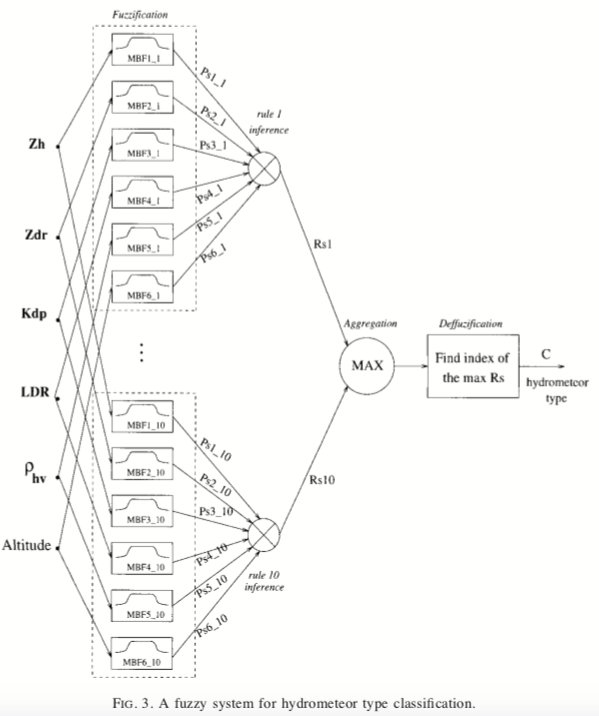 Fuzzification
MBF1_1
MBF2_1
MBF3_1
MBF4_1
MBF5_1
MBF6_1
Ps1_1
Ps2_1
Ps3_1
Ps4_1
Ps5_1
Ps6_1
rule 1
inference
Zh
Zdr
Kdp
LDR
ρhv
Altitude
Rs1
Aggregation
MAX
Deffuzification
Find index of
the max Rs
C
hydrometeor
type
Rs10
MBF1_10
MBF2_10
MBF3_10
MBF4_10
MBF5_10
MBF6_10
Ps1_10
Ps2_10
Ps3_10
Ps4_10
Ps5_10
Ps6_10
rule 10
inference
FIG. 3. A fuzzy system for hydrometeor type classification.